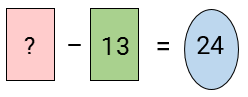 ? − 13 = 24